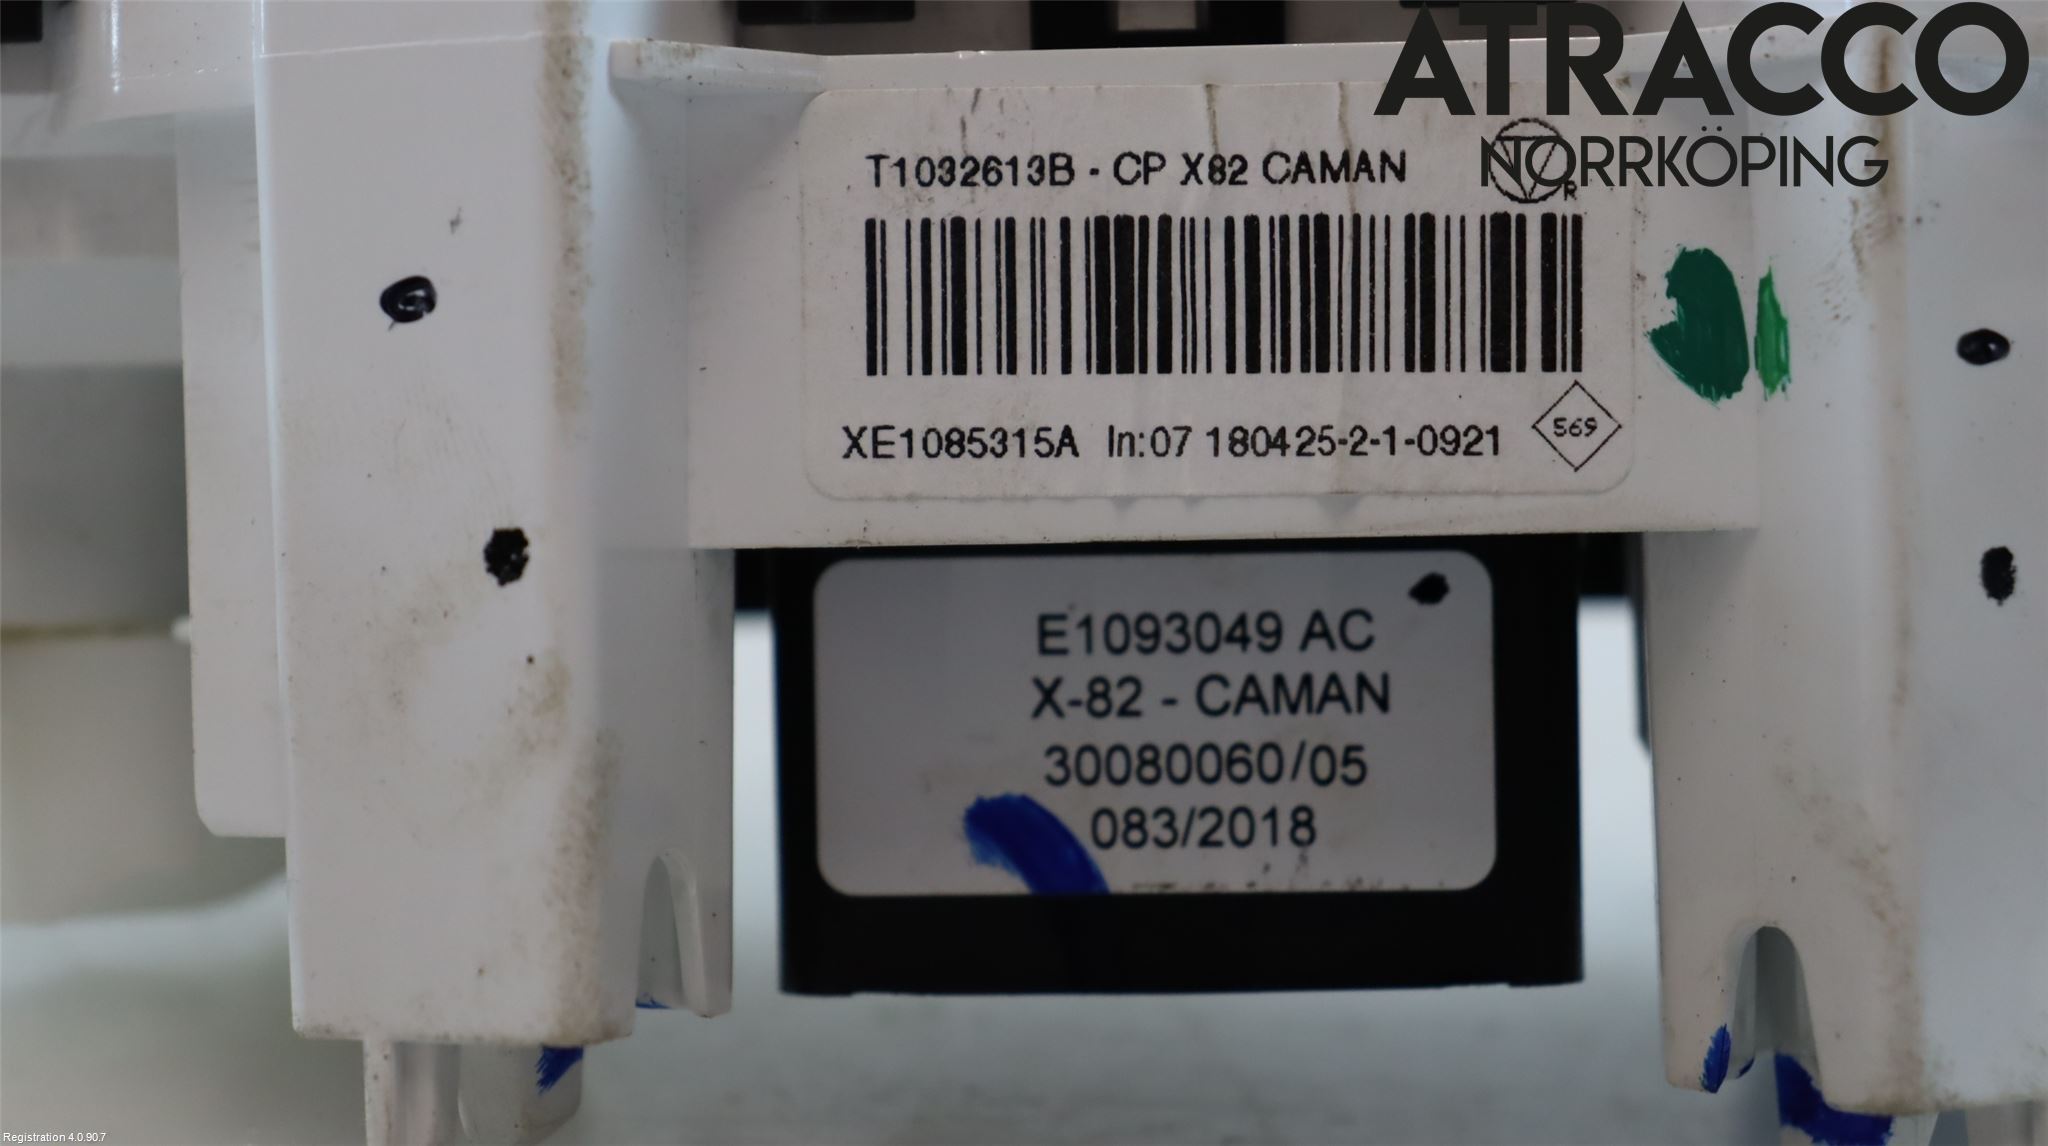 ATRACCO
NORRKÖPING
T1032613B - CP X82 CAMAN
V
R
XE1085315A In:07 180425-2-1-0921
569
E1093049 AC
X-82 - CAMAN
30080060/05
083/2018
Registration 4.0.90.7